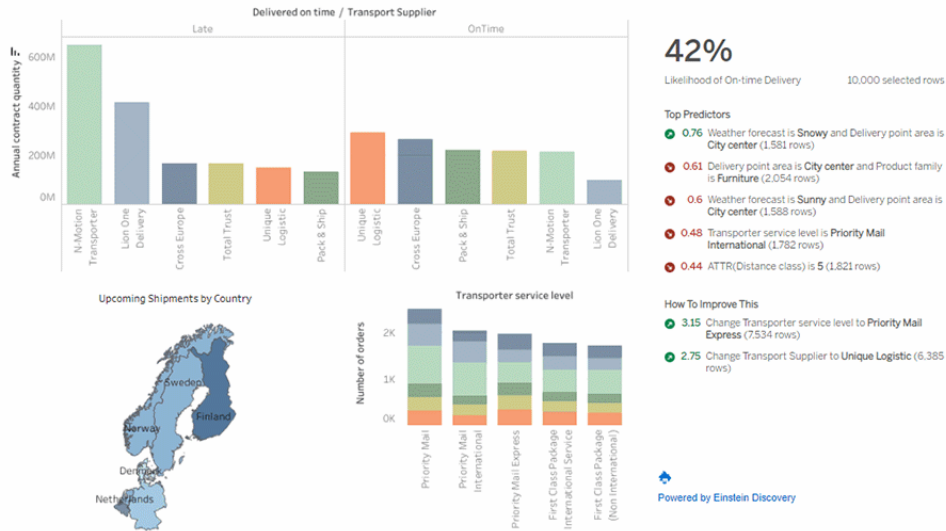 Delivered on time / Transport Supplier
Late
OnTime
Annual contract quantity
600M
400M
200M
0M
N-Motion
Transporter
Lion One
Delivery
Cross Europe
Total Trust
Unique
Logistic
Pack & Ship
Unique
Logistic
Cross Europe
Pack & Ship
Total Trust
N-Motion
Transporter
Lion One
Delivery
42%
Likelihood of On-time Delivery
10,000 selected rows
Top Predictors
0.76 Weather forecast is Snowy and Delivery point area is
City center (1,581 rows)
0.61 Delivery point area is City center and Product family
is Furniture (2,054 rows)
0.6 Weather forecast is Sunny and Delivery point area is
City center (1,588 rows)
0.48 Transporter service level is Priority Mail
International (1,782 rows)
0.44 ATTR(Distance class) is 5 (1,821 rows)
How To Improve This
3.15 Change Transporter service level to Priority Mail
Express (7,534 rows)
2.75 Change Transport Supplier to Unique Logistic (6,385
rows)
Powered by Einstein Discovery
Upcoming Shipments by Country
Sweden
Finland
Norway
Denmark
Netherlands
Transporter service level
Number of orders
2K
1K
0K
Priority Mail
Priority Mail
International
Priority Mail Express
First Class Package
International Service
First Class Package
(Non International)